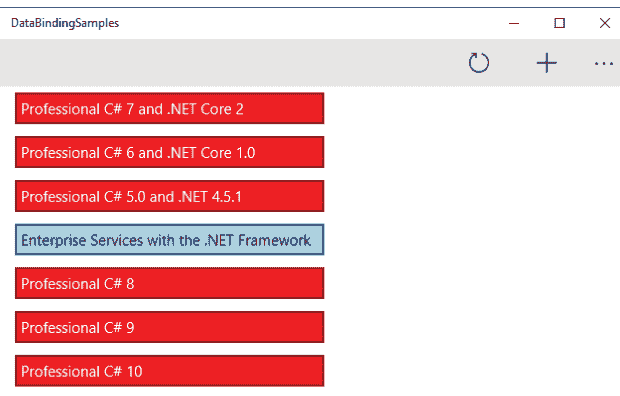 DataBindingSamples
Professional C# 7 and .NET Core 2
Professional C# 6 and .NET Core 1.0
Professional C# 5.0 and .NET 4.5.1
Enterprise Services with the .NET Framework
Professional C# 8
Professional C# 9
Professional C# 10